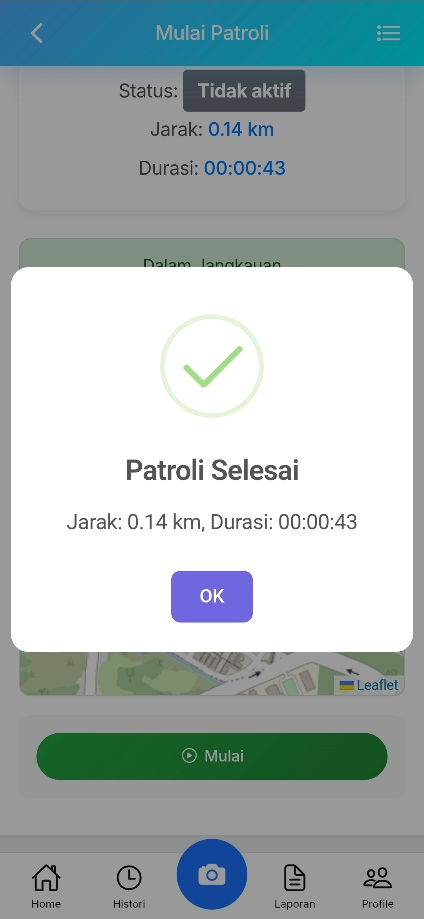 Mulai Patroli
Status: Tidak aktif
Jarak: 0.14 km
Durasi: 00:00:43
Dalam Jangkauan
Patroli Selesai
Jarak: 0.14 km, Durasi: 00:00:43
OK
Leaflet
Mulai
Home
Histori
Laporan
Profile